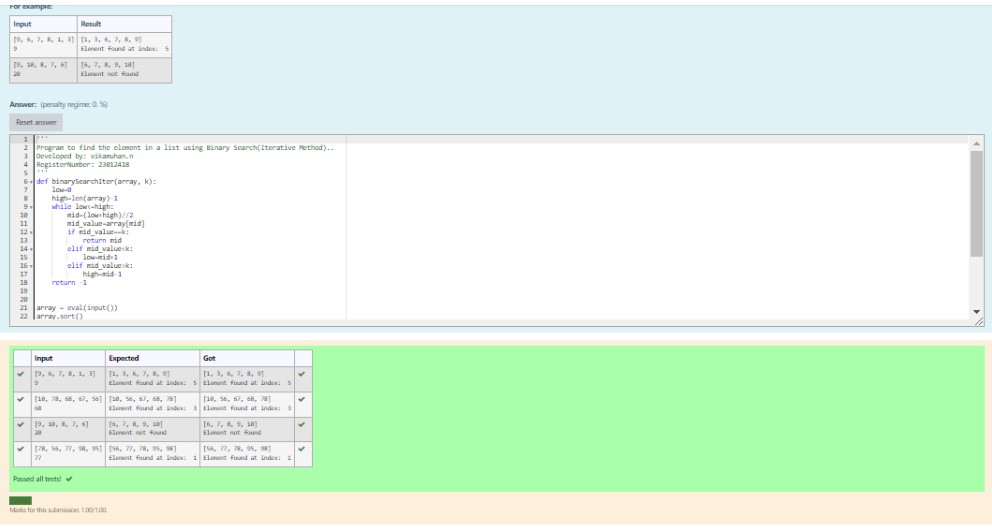 For example:
Input Result
[9, 6, 7, 8, 1, 3] [1, 3, 6, 7, 8, 9]
9 Element found at index: 5
[9, 10, 8, 7, 6] [6, 7, 8, 9, 10]
20 Element not found
Answer: (penalty regime: 0. %)
Reset answer
1 '''
2 Program to find the element in a list using Binary Search(Iterative Method)..
3 Developed by: vikamuhan.n
4 RegisterNumber: 23012418
5 '''
6 def binarySearchIter(array, k):
7 low=0
8 high=len(array)-1
9 while low<=high:
10 mid=(low+high)//2
11 mid_value=array[mid]
12 if mid_value==k:
13 return mid
14 elif mid_value<k:
15 low=mid+1
16 elif mid_value>k:
17 high=mid-1
18 return -1
19
20
21 array = eval(input())
22 array.sort()
Input Expected Got
[9, 6, 7, 8, 1, 3] [1, 3, 6, 7, 8, 9] [1, 3, 6, 7, 8, 9]
9 Element found at index: 5 Element found at index: 5
[10, 78, 68, 67, 56] [10, 56, 67, 68, 78] [10, 56, 67, 68, 78]
68 Element found at index: 3 Element found at index: 3
[9, 10, 8, 7, 6] [6, 7, 8, 9, 10] [6, 7, 8, 9, 10]
20 Element not found Element not found
[78, 56, 77, 98, 95] [56, 77, 78, 95, 98] [56, 77, 78, 95, 98]
77 Element found at index: 1 Element found at index: 1
Passed all tests!
Marks for this submission: 1.00/1.00.